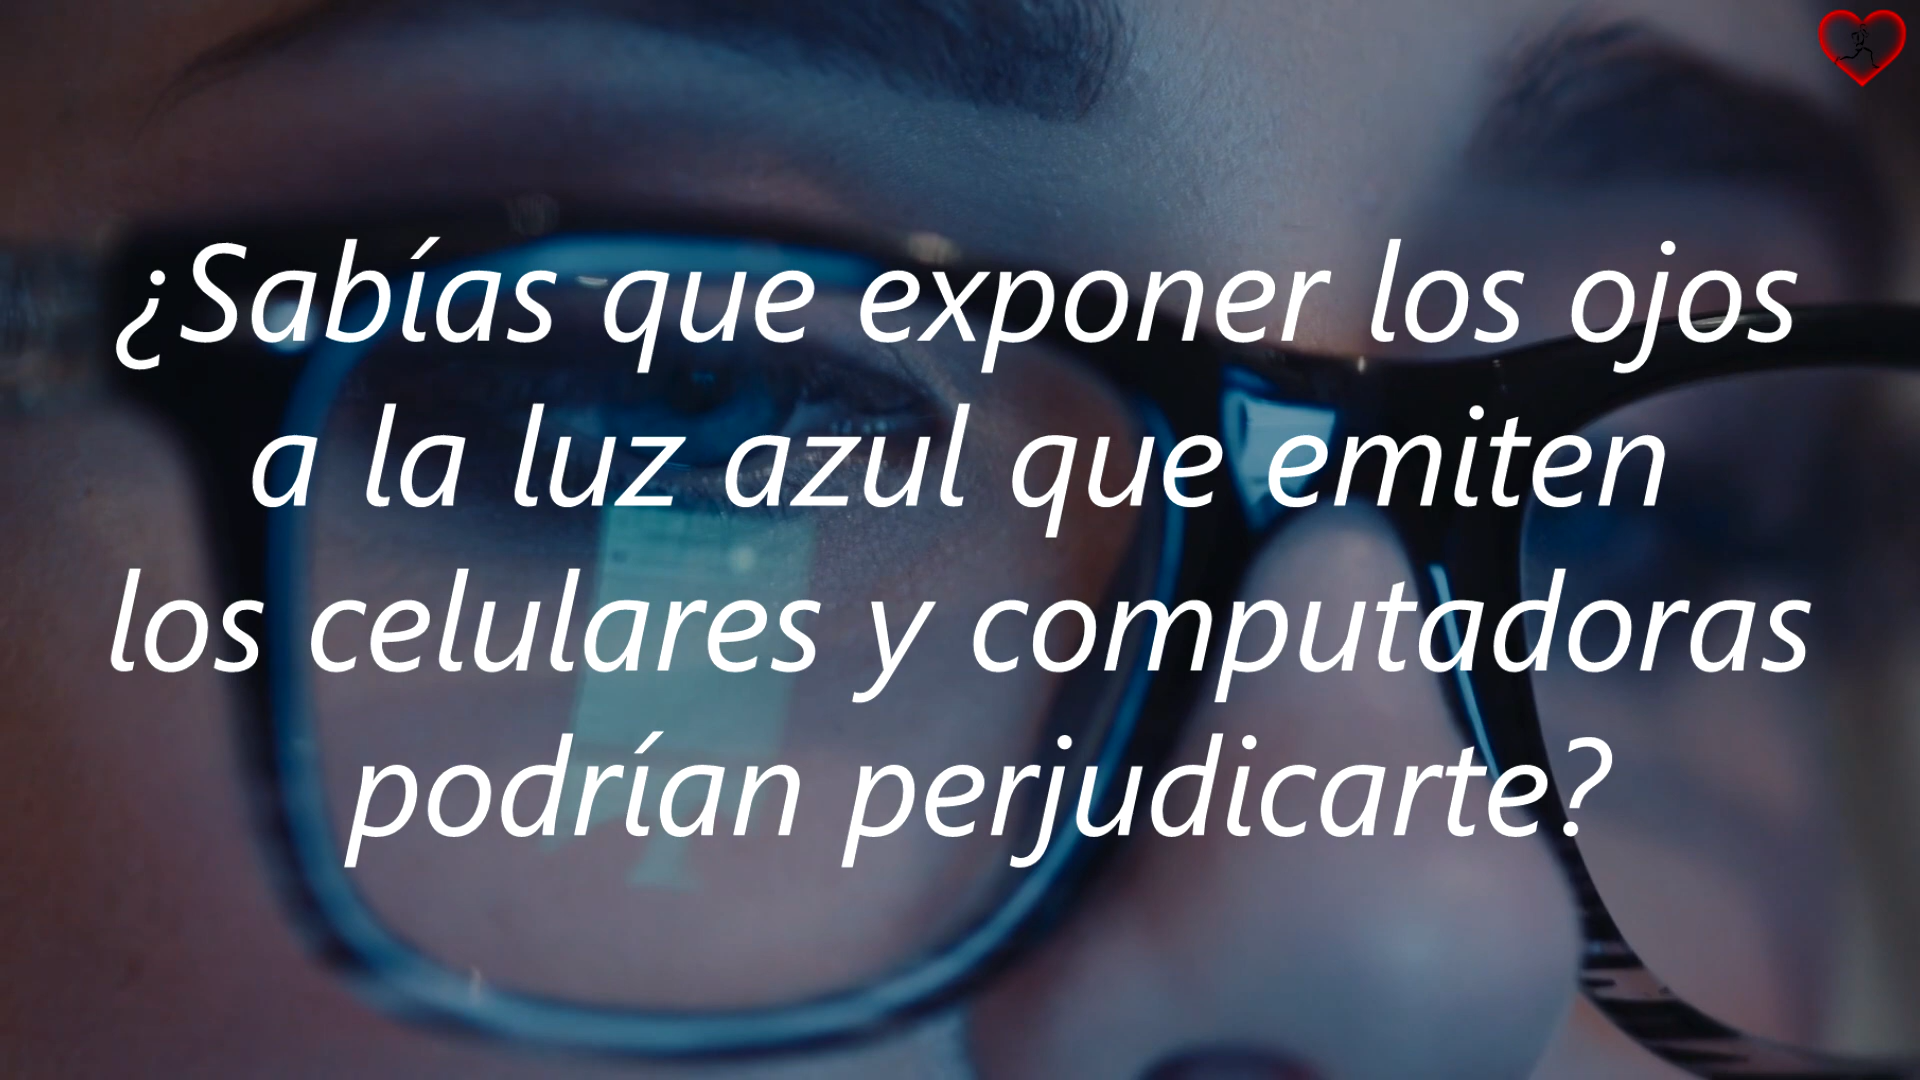 ¿Sabías que exponer los ojos
a la luz azul que emiten
los celulares y computadoras
podrían perjudicarte?